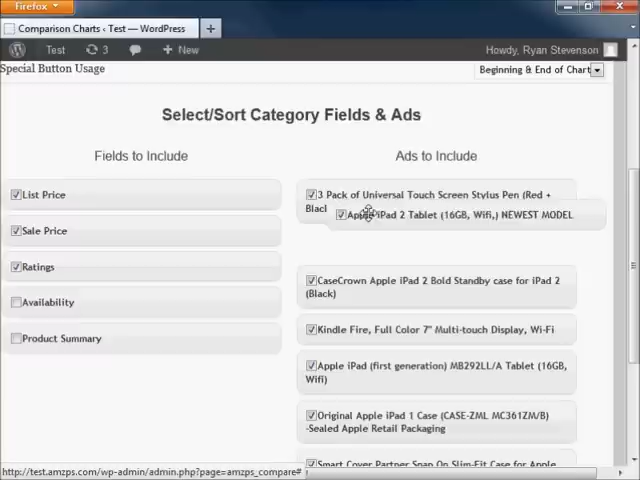 Firefox
Comparison Charts ‹ Test — WordPress
Test 3 New Howdy, Ryan Stevenson
Special Button Usage Beginning & End of Chart
Select/Sort Category Fields & Ads
Fields to Include Ads to Include
List Price
Sale Price
Ratings
Availability
Product Summary
3 Pack of Universal Touch Screen Stylus Pen (Red +
Apple iPad 2 Tablet (16GB, Wifi,) NEWEST MODEL
CaseCrown Apple iPad 2 Bold Standby case for iPad 2
(Black)
Kindle Fire, Full Color 7" Multi-touch Display, Wi-Fi
Apple iPad (first generation) MB292LL/A Tablet (16GB,
Wifi)
Original Apple iPad 1 Case (CASE-ZML MC361ZM/B)
-Sealed Apple Retail Packaging
Smart Cover Partner Snap On Slim-Fit Case for Apple
http://test.amzps.com/wp-admin/admin.php?page=amzps_compare#